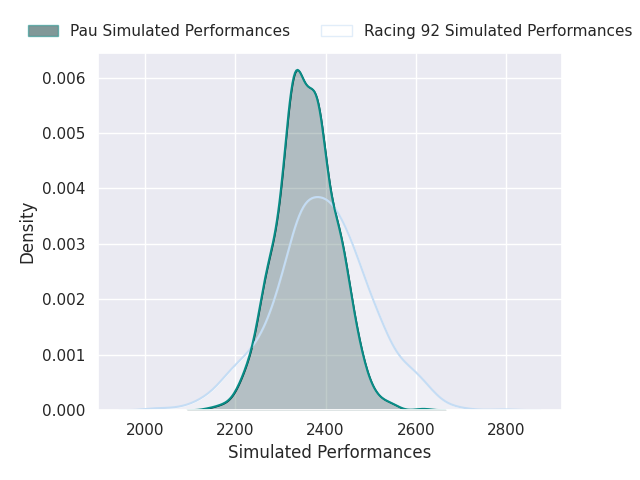 Pau Simulated Performances
Racing 92 Simulated Performances
0.006
0.005
0.004
0.003
0.002
0.001
0.000
Density
2000 2200 2400 2600 2800
Simulated Performances